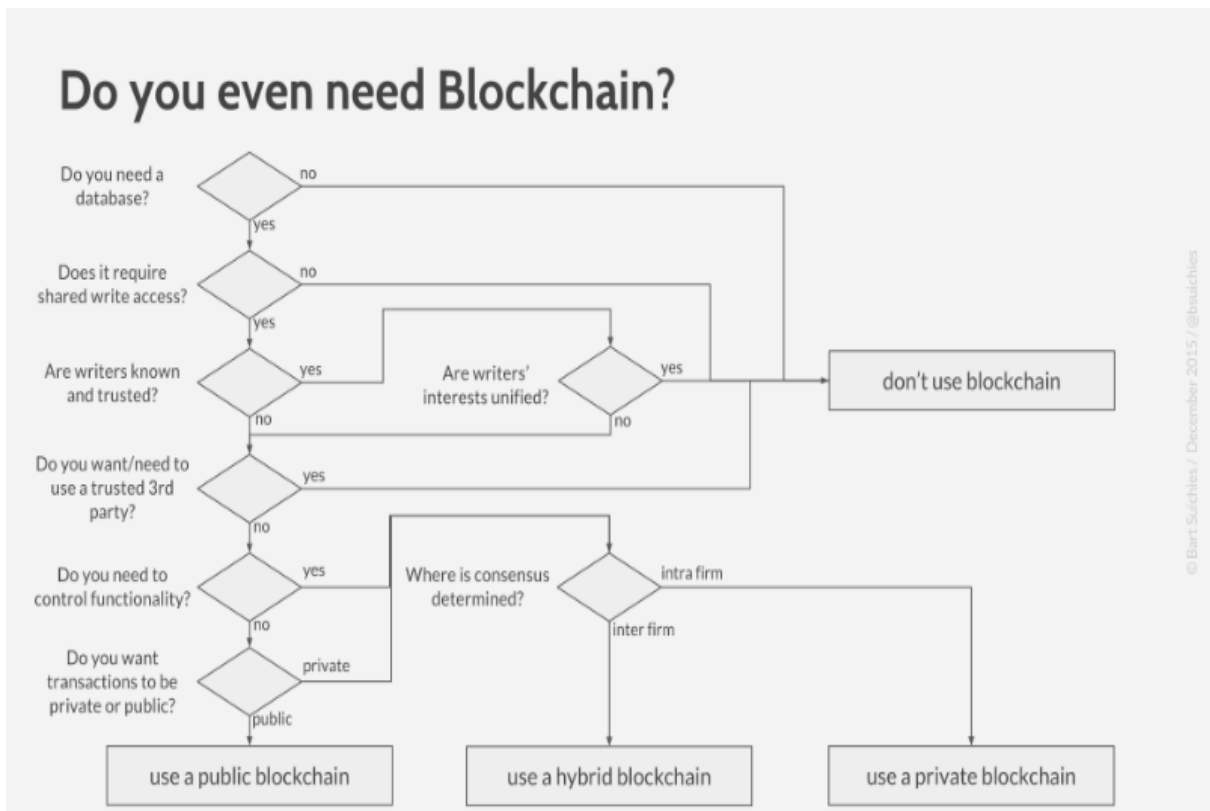 Do you even need Blockchain?
Do you need a
database?
no
yes
Does it require
shared write access?
no
yes
Are writers known
and trusted?
yes
no
Are writers'
interests unified?
yes
no
don't use blockchain
Do you want/need to
use a trusted 3rd
party?
yes
no
Do you need to
control functionality?
yes
no
Where is consensus
determined?
intra firm
inter firm
Do you want
transactions to be
private or public?
private
public
use a public blockchain
use a hybrid blockchain
use a private blockchain
© Bart Suichies / December 2015 / @bsuichies